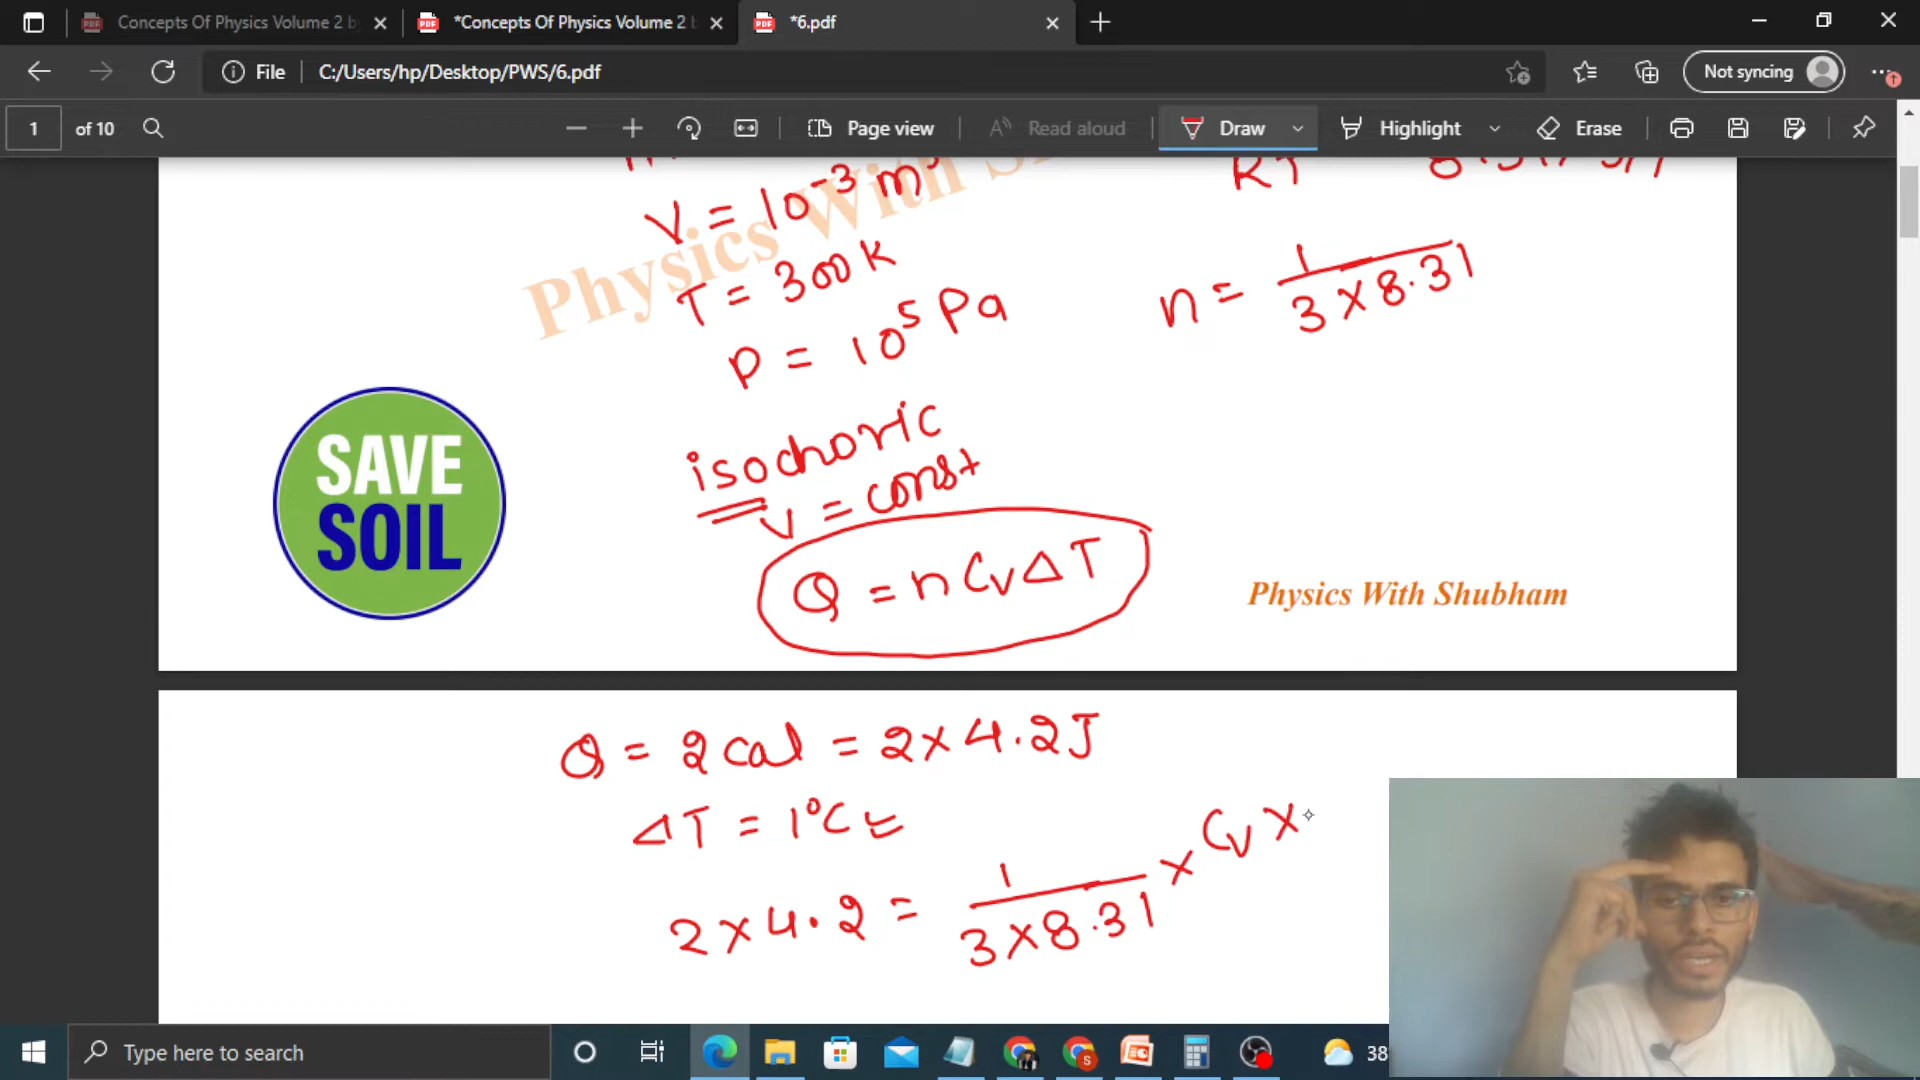 Concepts Of Physics Volume 2 b
*Concepts Of Physics Volume 2 b
*6.pdf
File
C:/Users/hp/Desktop/PWS/6.pdf
Not syncing
1 of 10
Page view
Read aloud
Draw
Highlight
Erase
Physics With S
V = 10⁻³ m³
RT
T = 300 K
n = 1/(3 × 8.31)
P = 10⁵ Pa
SAVE
SOIL
isochoric
V = const
Q = n Cv ΔT
Physics With Shubham
Q = 2 Cal = 2 × 4.2 J
ΔT = 1°C
2 × 4.2 = 1/(3 × 8.31) × Cv ×
Type here to search
38